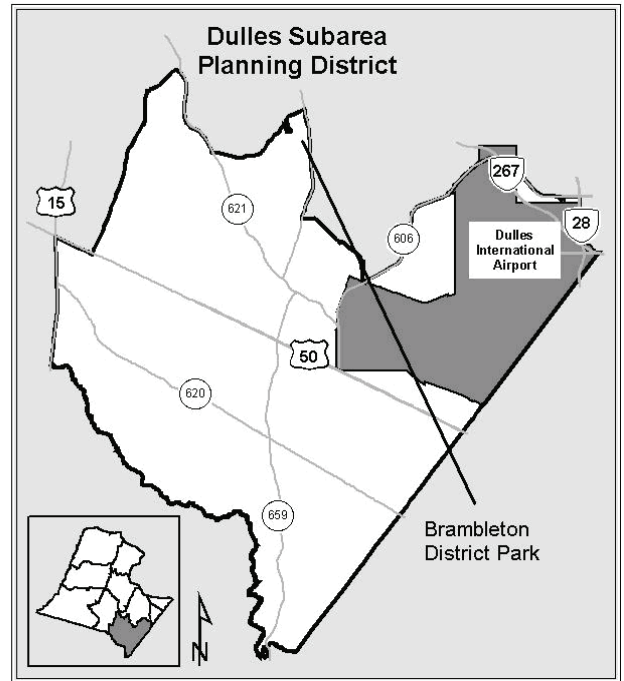 Dulles Subarea
Planning District
267
15
621
28
606
Dulles
International
Airport
50
620
659
Brambleton
District Park
N